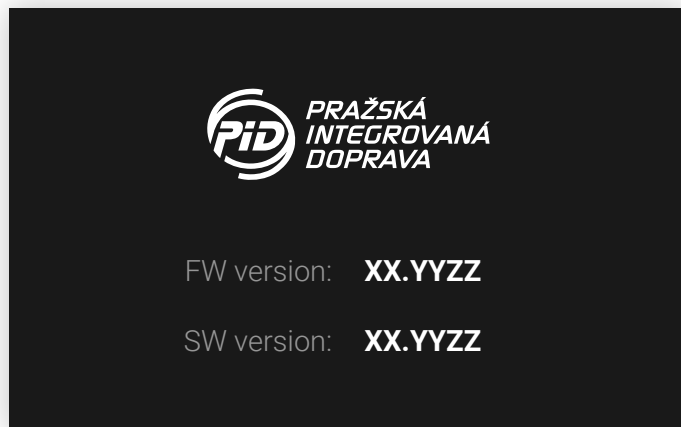 PID
PRAŽSKÁ
INTEGROVANÁ
DOPRAVA
FW version: XX.YYZZ
SW version: XX.YYZZ